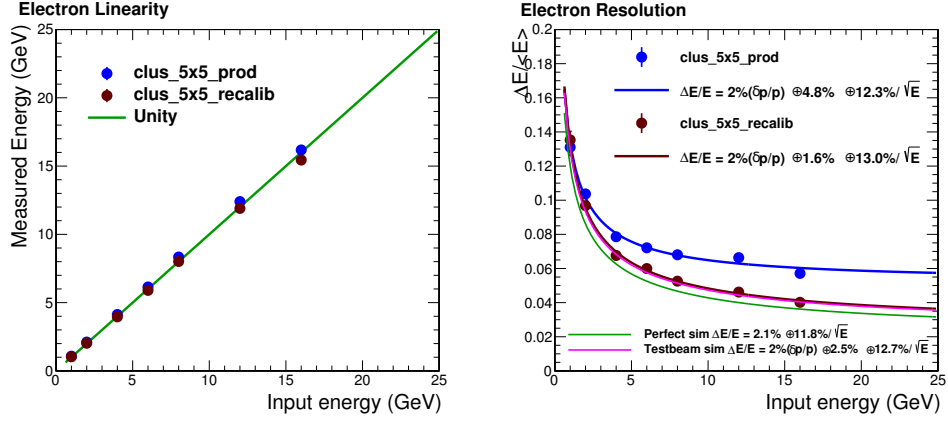 Electron Linearity
Measured Energy (GeV)
25
20
15
10
5
0
clus_5x5_prod
clus_5x5_recalib
Unity
0 5 10 15 20 25
Input energy (GeV)
Electron Resolution
ΔE/<E>
0.2
0.18
0.16
0.14
0.12
0.1
0.08
0.06
0.04
0.02
0
clus_5x5_prod
ΔE/E = 2%(δp/p) ⊕4.8% ⊕12.3%/√E
clus_5x5_recalib
ΔE/E = 2%(δp/p) ⊕1.6% ⊕13.0%/√E
Perfect sim ΔE/E = 2.1% ⊕11.8%/√E
Testbeam sim ΔE/E = 2%(δp/p) ⊕2.5% ⊕12.7%/√E
0 5 10 15 20 25
Input energy (GeV)